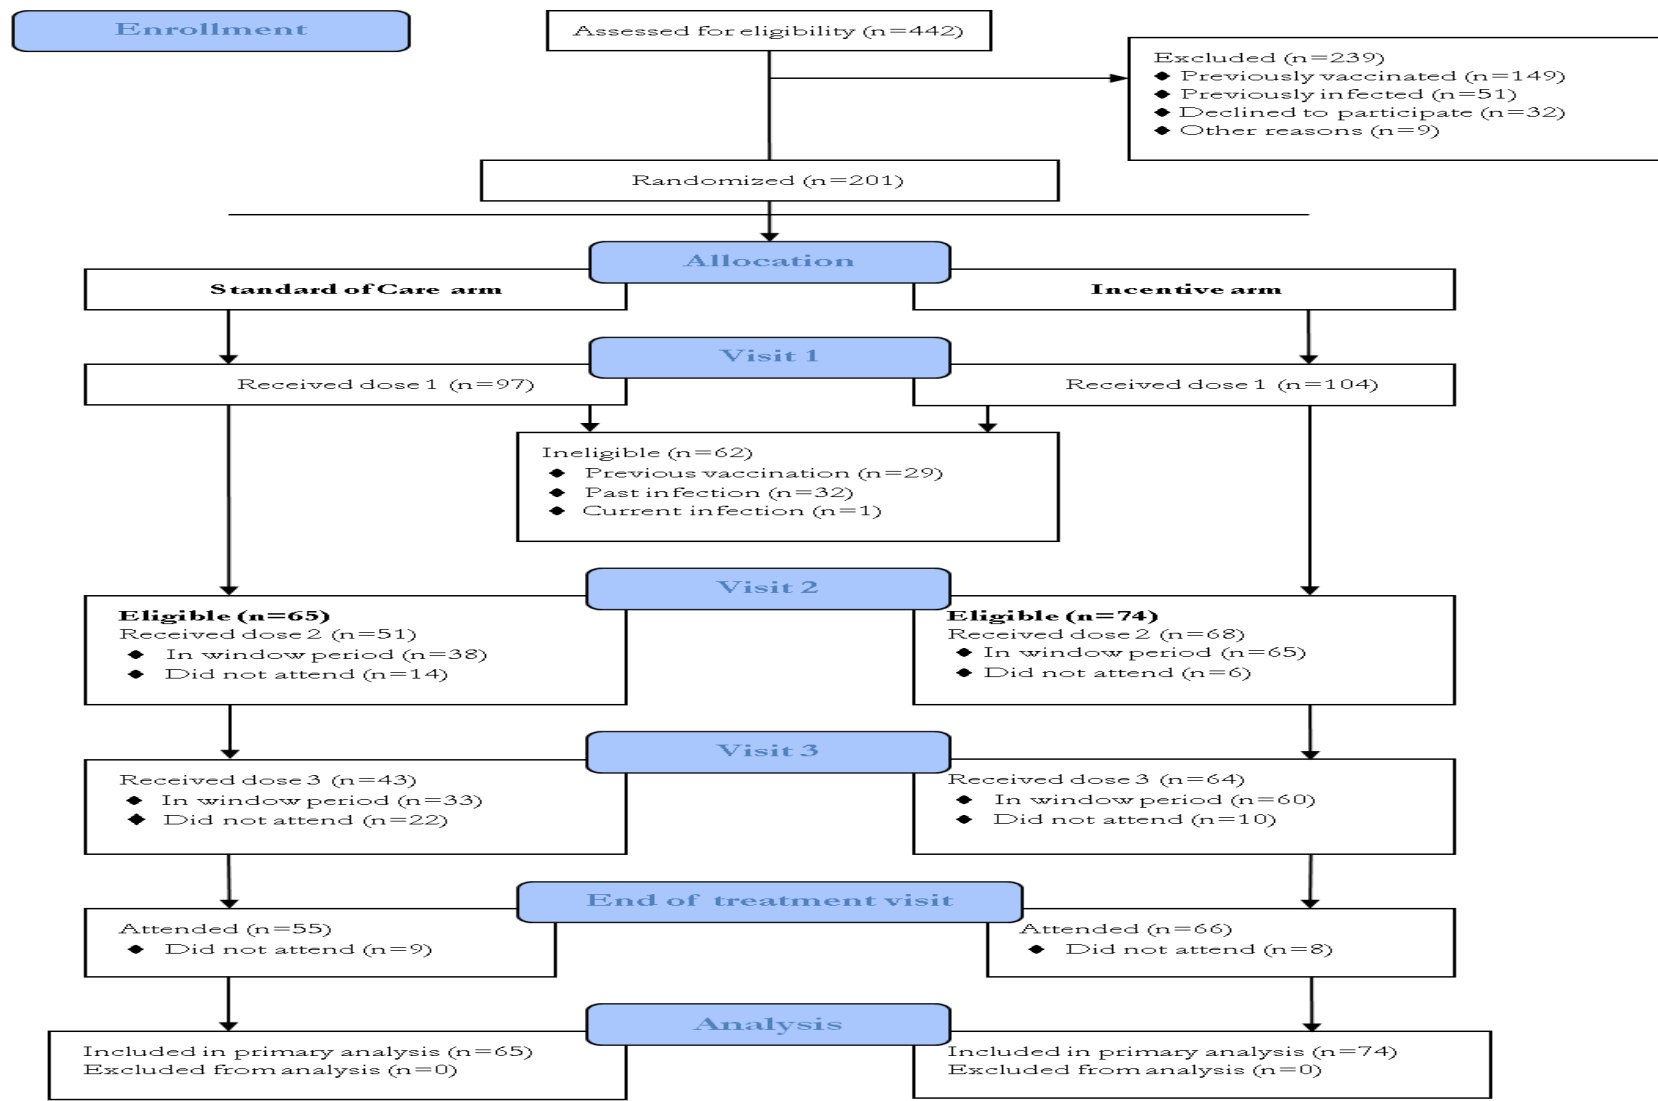 Enrollment
Assessed for eligibility (n=442)
Excluded (n=239)
◆ Previously vaccinated (n=149)
◆ Previously infected (n=51)
◆ Declined to participate (n=32)
◆ Other reasons (n=9)
Randomized (n=201)
Allocation
Standard of Care arm
Incentive arm
Visit 1
Received dose 1 (n=97)
Received dose 1 (n=104)
Ineligible (n=62)
◆ Previous vaccination (n=29)
◆ Past infection (n=32)
◆ Current infection (n=1)
Visit 2
Eligible (n=65)
Received dose 2 (n=51)
◆ In window period (n=38)
◆ Did not attend (n=14)
Eligible (n=74)
Received dose 2 (n=68)
◆ In window period (n=65)
◆ Did not attend (n=6)
Visit 3
Received dose 3 (n=43)
◆ In window period (n=33)
◆ Did not attend (n=22)
Received dose 3 (n=64)
◆ In window period (n=60)
◆ Did not attend (n=10)
End of treatment visit
Attended (n=55)
◆ Did not attend (n=9)
Attended (n=66)
◆ Did not attend (n=8)
Analysis
Included in primary analysis (n=65)
Excluded from analysis (n=0)
Included in primary analysis (n=74)
Excluded from analysis (n=0)